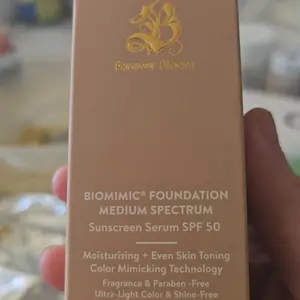 BIOMIMIC® FOUNDATION
MEDIUM SPECTRUM
Sunscreen Serum SPF 50
Moisturizing + Even Skin Toning
Color Mimicking Technology
Fragrance & Paraben -Free
Ultra-Light Color & Shine-Free